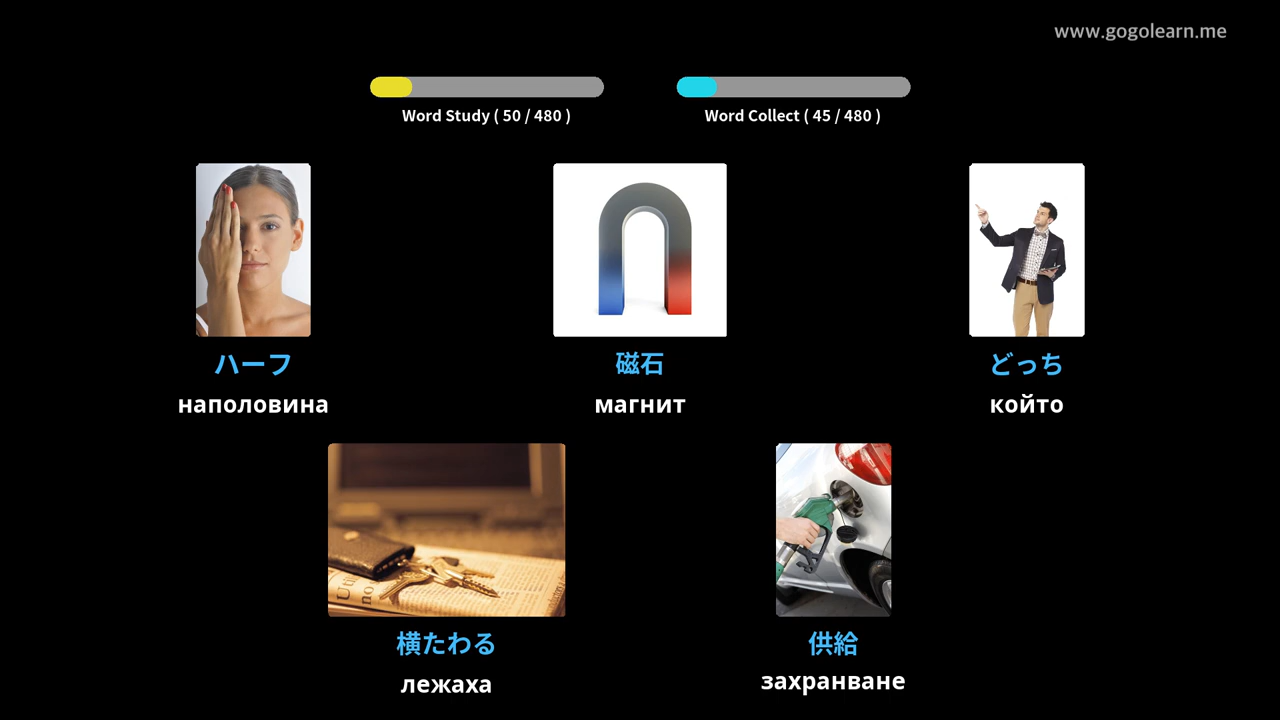 www.gogolearn.me
Word Study ( 50 / 480 )
Word Collect ( 45 / 480 )
ハーフ
наполовина
磁石
магнит
どっち
който
横たわる
лежаха
供給
захранване